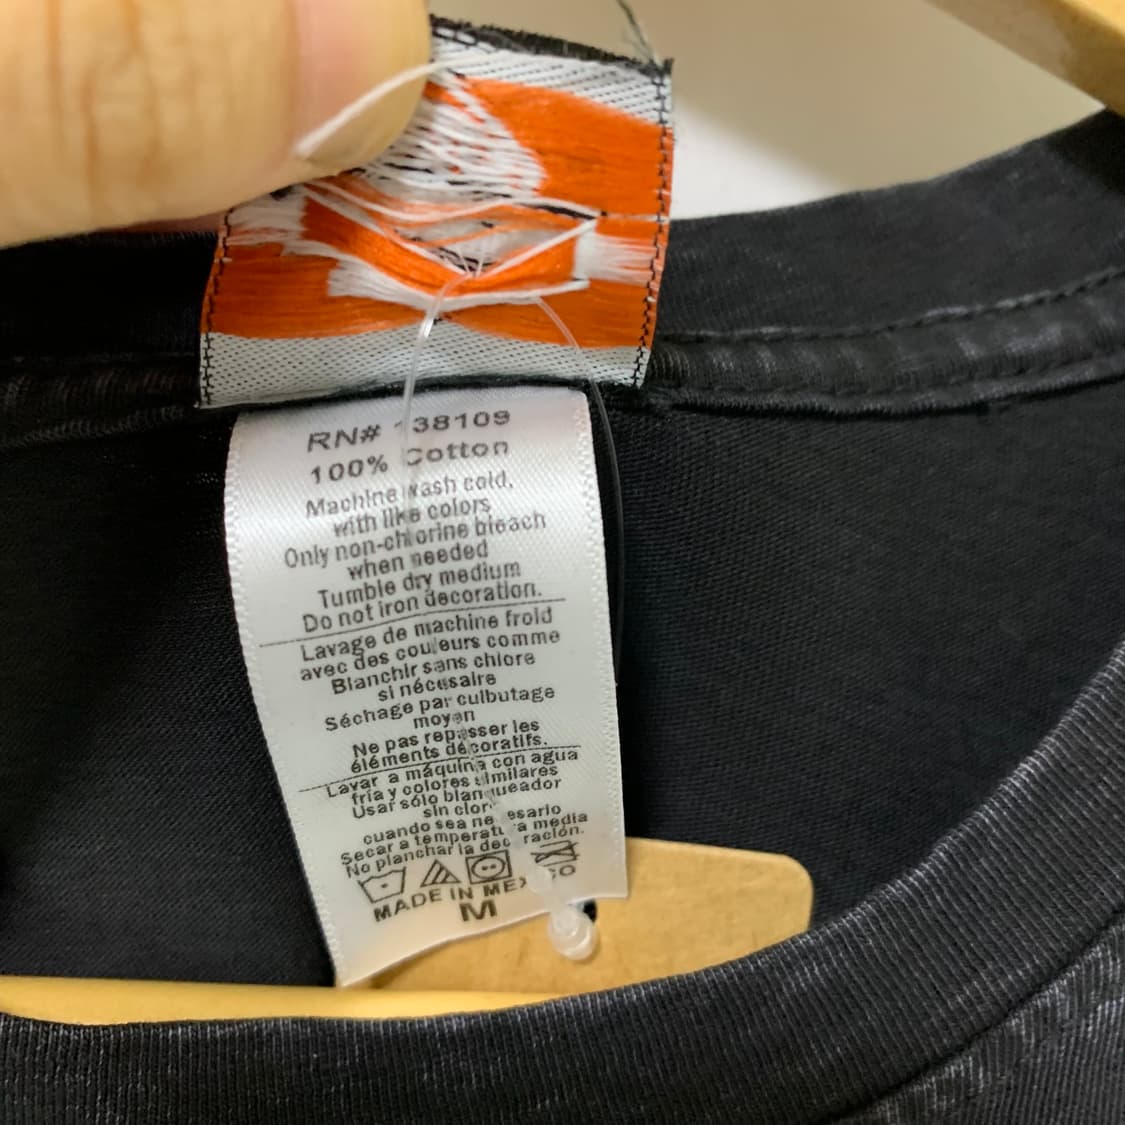 RN# 138109
100% Cotton
Machine wash cold,
with like colors
Only non-chlorine bleach
when needed
Tumble dry medium
Do not iron decoration.
Lavage de machine froid
avec des couleurs comme
Blanchir sans chlore
si nécessaire
Séchage par culbutage
moyen
Ne pas repasser les
éléments décoratifs.
Lavar a máquina con agua
fría y colores similares
Usar sólo blanqueador
sin cloro
cuando sea necesario
Secar a temperatura media
No planchar la decoración.
MADE IN MEXICO
M